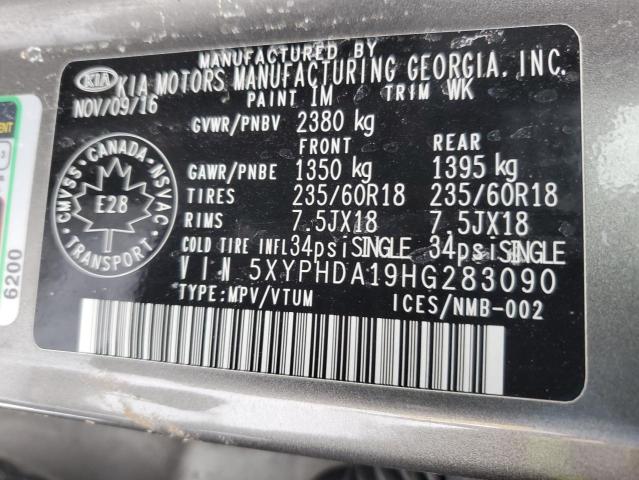 MANUFACTURED BY
KIA KIA MOTORS MANUFACTURING GEORGIA, INC.
NOV/09/16 PAINT 1M TRIM WK
GVWR/PNBV 2380 kg
FRONT REAR
GAWR/PNBE 1350 kg 1395 kg
TIRES 235/60R18 235/60R18
RIMS 7.5JX18 7.5JX18
COLD TIRE INFL 34psi SINGLE 34psi SINGLE
VIN 5XYPHDA19HG283090
TYPE:MPV/VTUM ICES/NMB-002
CMVSS • CANADA • NSVAC
E28
TRANSPORT
6200